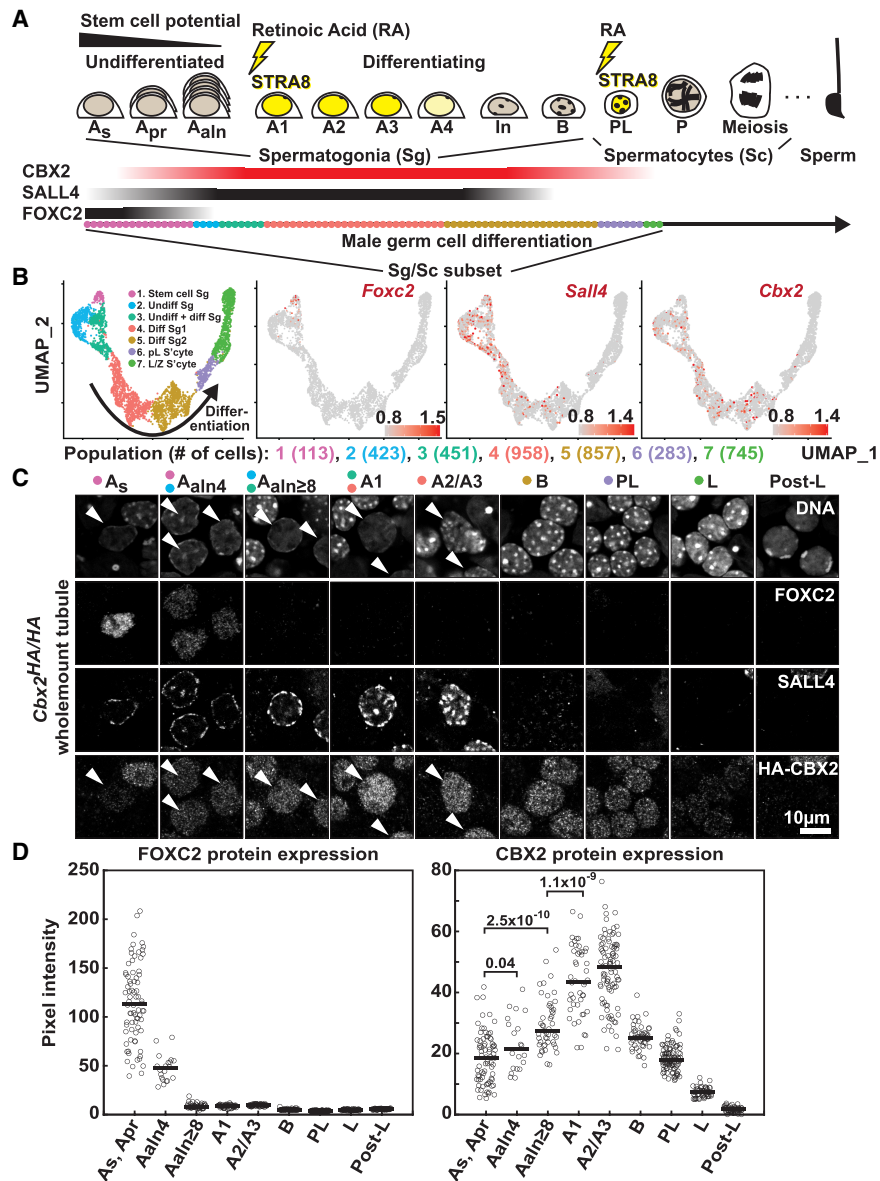 A
Stem cell potential
Retinoic Acid (RA)
RA
Undifferentiated
STRA8
Differentiating
STRA8
As Apr Aaln A1 A2 A3 A4 In B PL P Meiosis ...
Spermatogonia (Sg) Spermatocytes (Sc) Sperm
CBX2
SALL4
FOXC2
Male germ cell differentiation
Sg/Sc subset
B
UMAP_2
1. Stem cell Sg
2. Undiff Sg
3. Undiff + diff Sg
4. Diff Sg1
5. Diff Sg2
6. pL S'cyte
7. L/Z S'cyte
Differ-
entiation
Foxc2
0.8 1.5
Sall4
0.8 1.4
Cbx2
0.8 1.4
Population (# of cells): 1 (113), 2 (423), 3 (451) 4 (958) 5 (857) 6 (283) 7 (745) UMAP_1
C
As Aaln4 Aaln≥8 A1 A2/A3 B PL L Post-L
DNA
FOXC2
SALL4
HA-CBX2
10μm
Cbx2HA/HA
wholemount tubule
D
FOXC2 protein expression
Pixel intensity
250
200
150
100
50
0
As, Apr Aaln4 Aaln≥8 A1 A2//A3 B PL L Post-L
CBX2 protein expression
80
60
40
20
0
0.04
2.5x10-10
1.1x10-9
As, Apr Aaln4 Aaln≥8 A1 A2/A3 B PL L Post-L